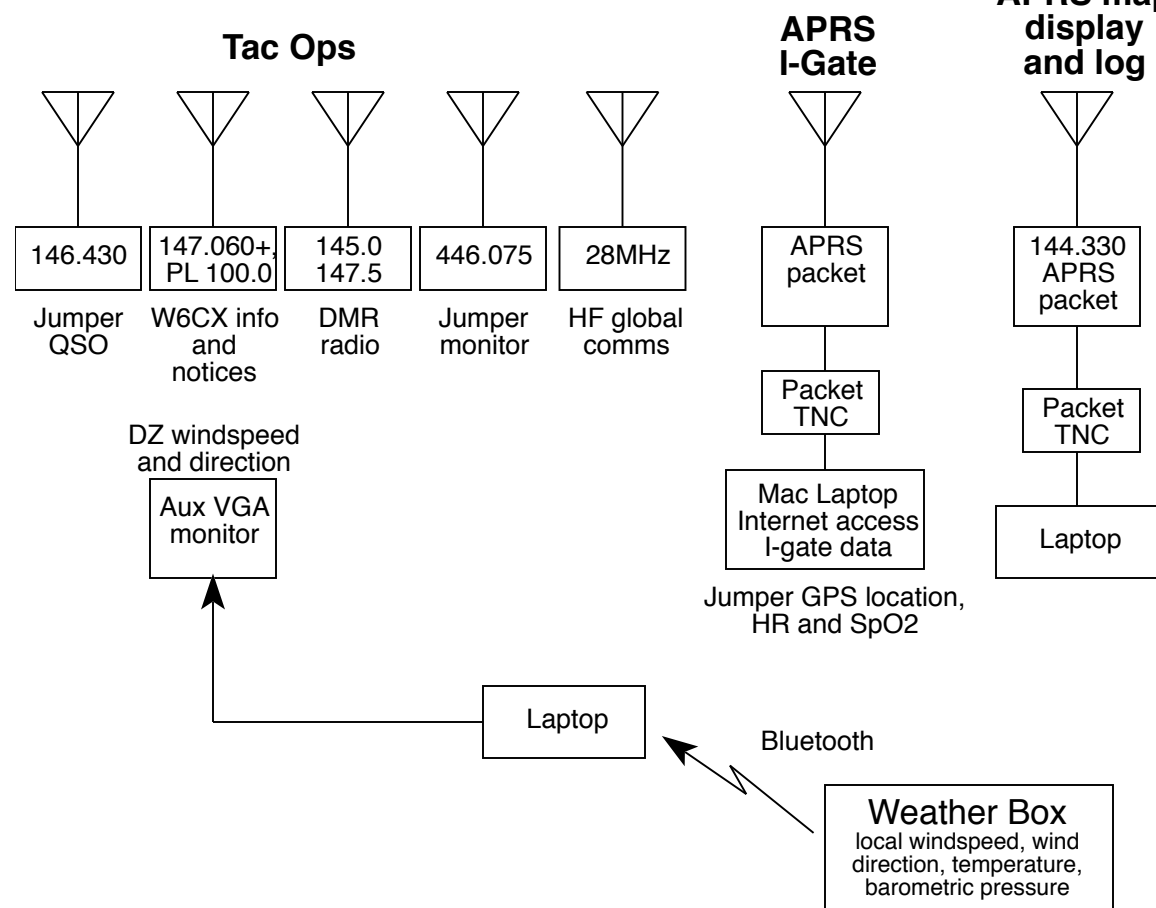 Tac Ops
APRS
I-Gate
APRS map
display
and log
146.430
147.060+,
PL 100.0
145.0
147.5
446.075
28MHz
APRS
packet
144.330
APRS
packet
Jumper
QSO
W6CX info
and
notices
DMR
radio
Jumper
monitor
HF global
comms
Packet
TNC
Packet
TNC
DZ windspeed
and direction
Aux VGA
monitor
Mac Laptop
Internet access
I-gate data
Laptop
Jumper GPS location,
HR and SpO2
Laptop
Bluetooth
Weather Box
local windspeed, wind
direction, temperature,
barometric pressure